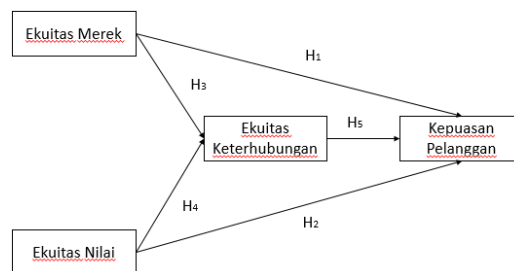 Ekuitas Merek
H1
H3
Ekuitas
Keterhubungan
H5
Kepuasan
Pelanggan
H4
H2
Ekuitas Nilai